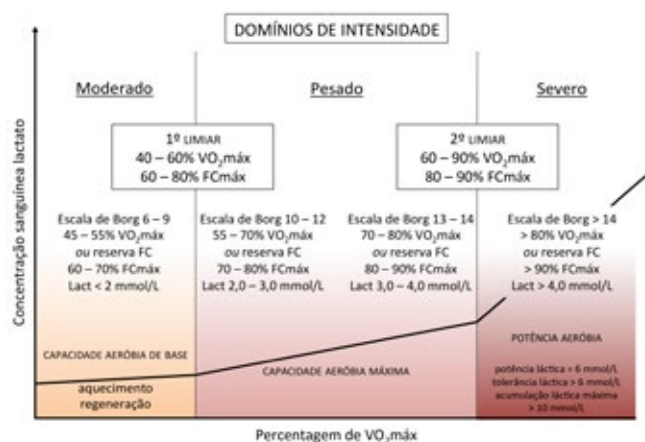 DOMÍNIOS DE INTENSIDADE
Moderado
Pesado
Severo
1º LIMIAR
40 – 60% VO2máx
60 – 80% FCmáx
2º LIMIAR
60 – 90% VO2máx
80 – 90% FCmáx
Escala de Borg 6 – 9
45 – 55% VO2máx
ou reserva FC
60 – 70% FCmáx
Lact < 2 mmol/L
Escala de Borg 10 – 12
55 – 70% VO2máx
ou reserva FC
70 – 80% FCmáx
Lact 2,0 – 3,0 mmol/L
Escala de Borg 13 – 14
70 – 80% VO2máx
ou reserva FC
80 – 90% FCmáx
Lact 3,0 – 4,0 mmol/L
Escala de Borg > 14
> 80% VO2máx
ou reserva FC
> 90% FCmáx
Lact > 4,0 mmol/L
CAPACIDADE AERÓBIA DE BASE
aquecimento
regeneração
CAPACIDADE AERÓBIA MÁXIMA
POTÊNCIA AERÓBIA
potência láctica = 6 mmol/L
tolerância láctica > 6 mmol/L
acumulação láctica máxima
> 10 mmol/L
Concentração sanguínea lactato
Percentagem de VO2máx